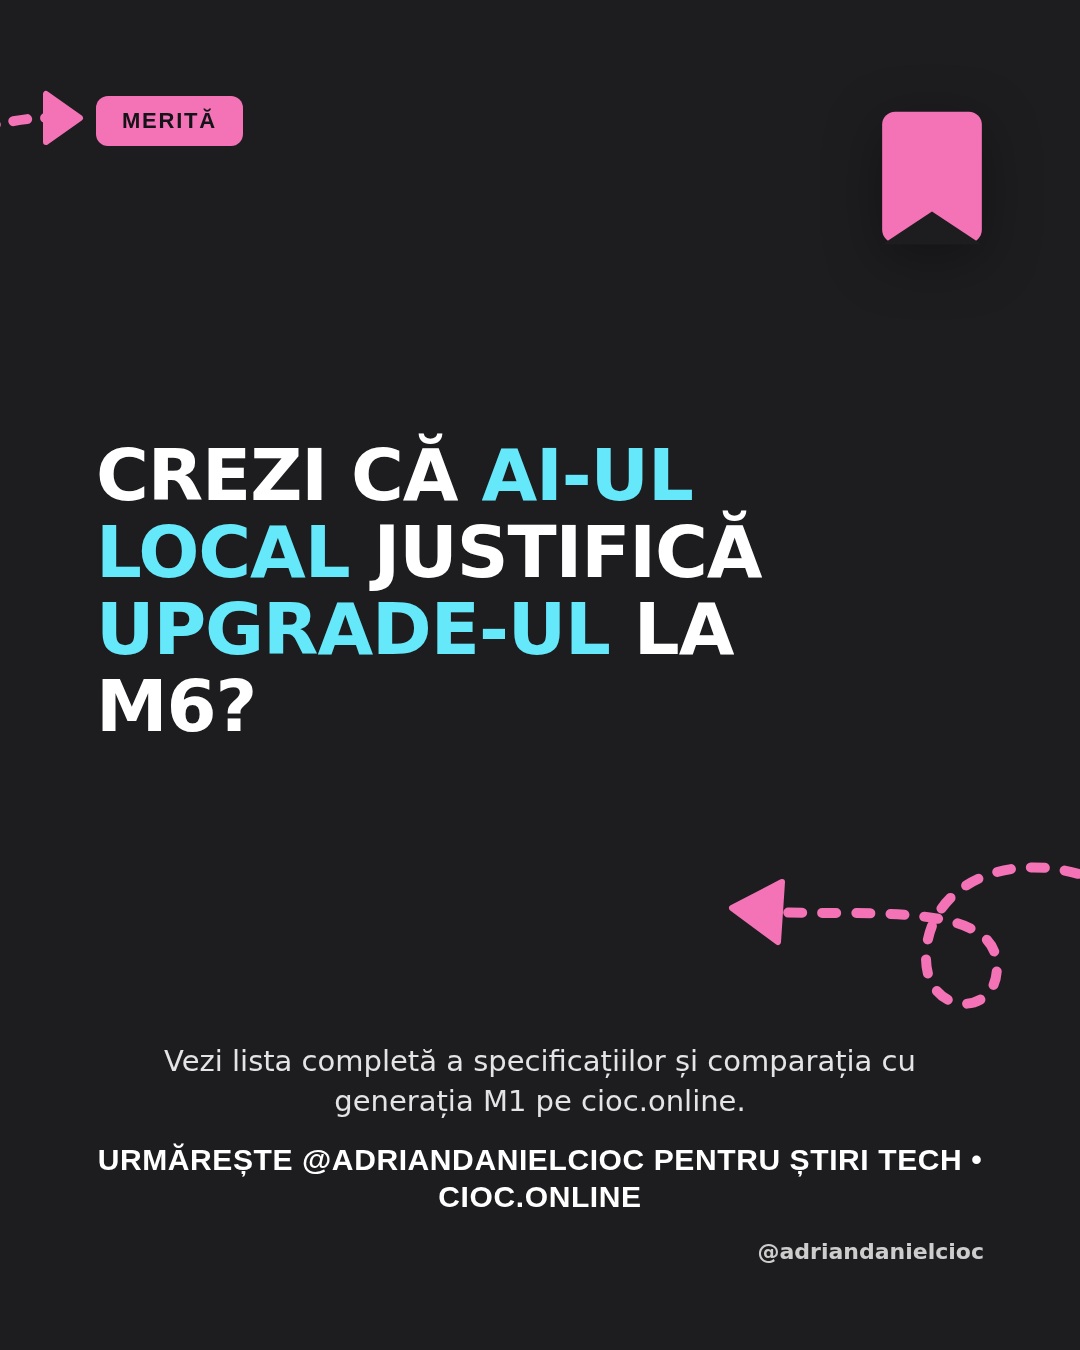 MERITĂ
CREZI CĂ AI-UL
LOCAL JUSTIFICĂ
UPGRADE-UL LA
M6?
Vezi lista completă a specificațiilor și comparația cu
generația M1 pe cioc.online.
URMĂREȘTE @ADRIANDANIELCIOC PENTRU ȘTIRI TECH •
CIOC.ONLINE
@adriandanielcioc